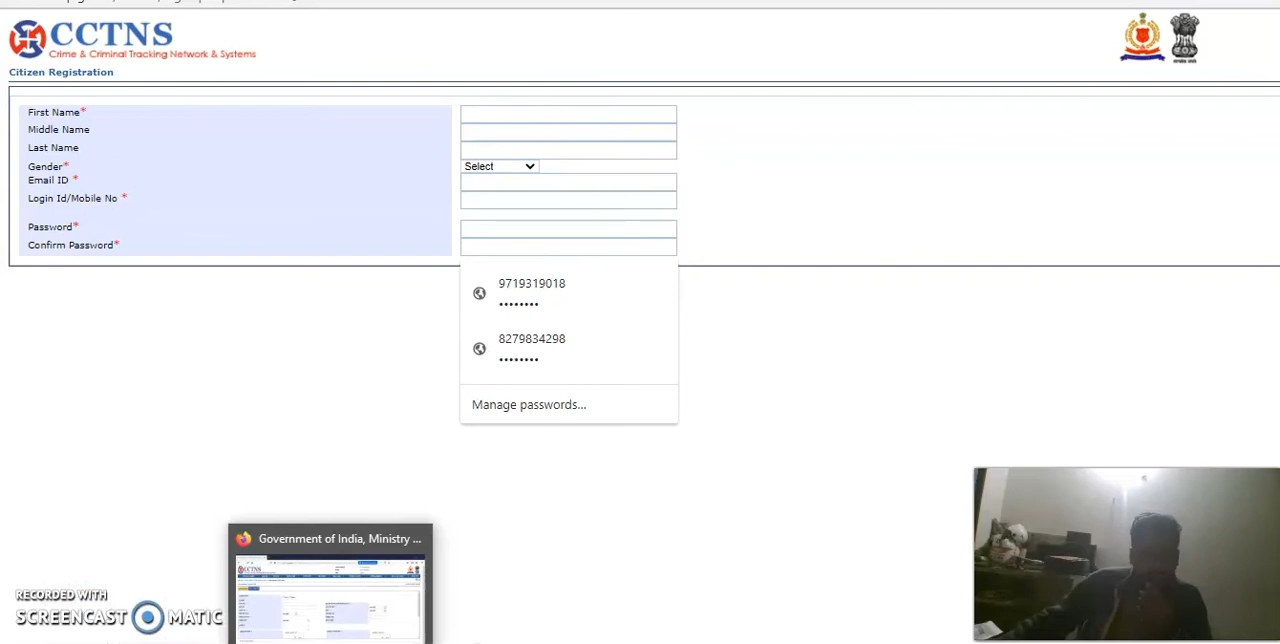 CCTNS
Crime & Criminal Tracking Network & Systems
Citizen Registration
First Name*
Middle Name
Last Name
Gender*
Select
Email ID *
Login Id/Mobile No *
Password*
Confirm Password*
9719319018
••••••••
8279834298
••••••••
Manage passwords...
Government of India, Ministry ...
RECORDED WITH
SCREENCAST MATIC